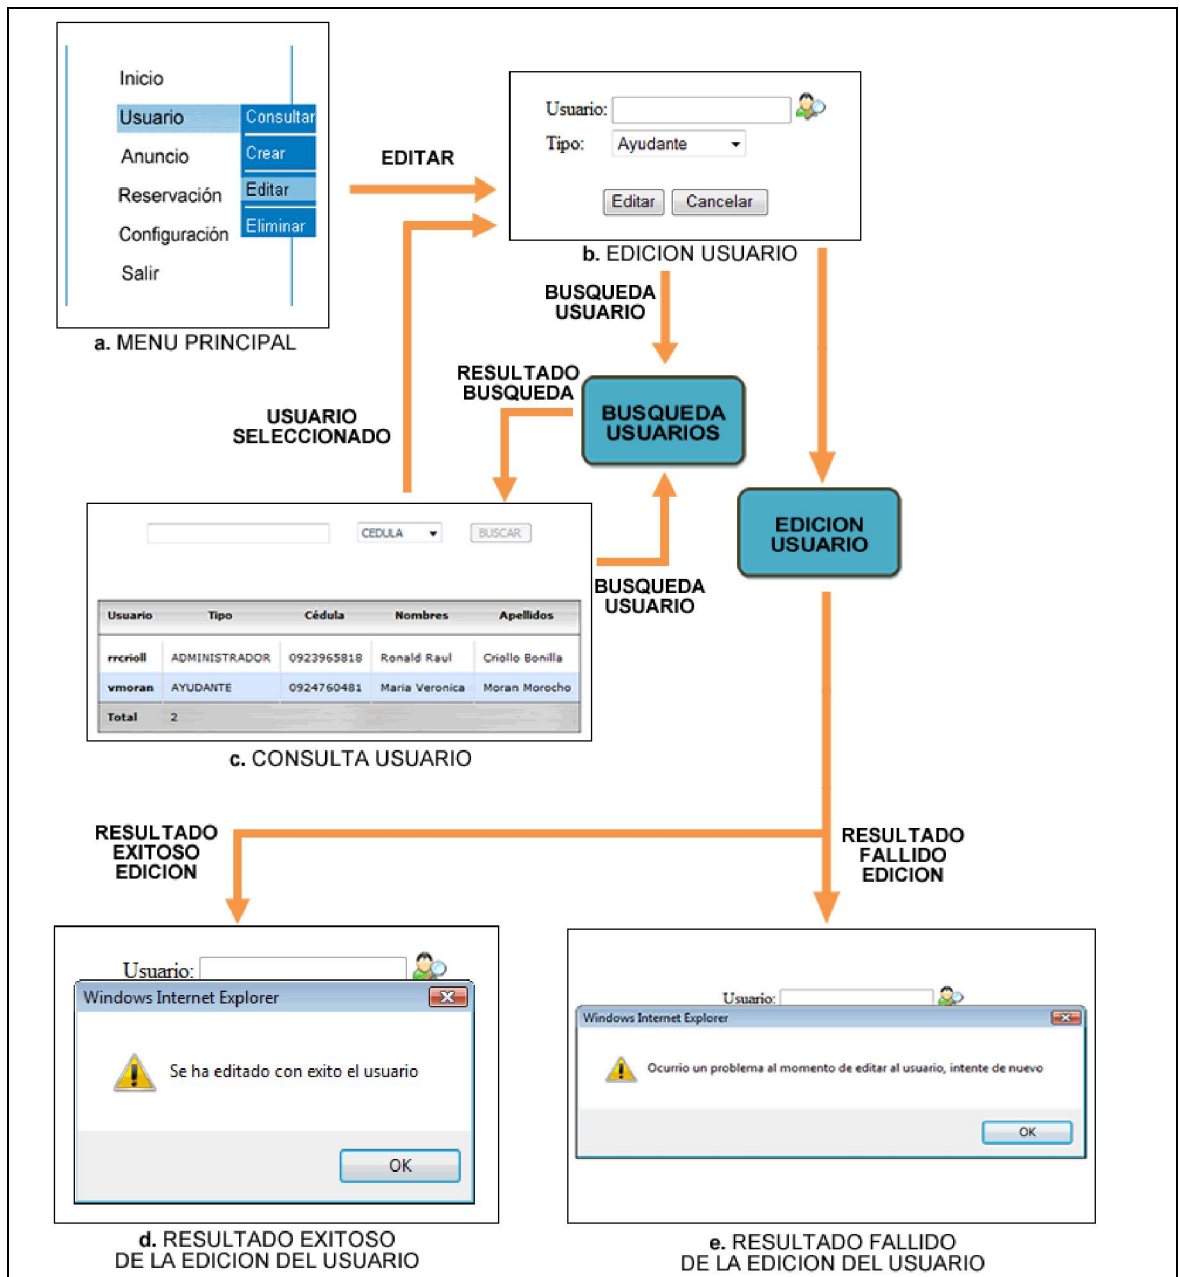 Inicio
Usuario
Consultar
Anuncio
Crear
Reservación
Editar
Configuración
Eliminar
Salir
a. MENU PRINCIPAL
EDITAR
Usuario:
Tipo: Ayudante
Editar Cancelar
b. EDICION USUARIO
BUSQUEDA
USUARIO
RESULTADO
BUSQUEDA
BUSQUEDA
USUARIOS
USUARIO
SELECCIONADO
EDICION
USUARIO
CEDULA BUSCAR
BUSQUEDA
USUARIO
Usuario Tipo Cédula Nombres Apellidos
rrcrioll ADMINISTRADOR 0923965818 Ronald Raul Criollo Bonilla
vmoran AYUDANTE 0924760481 Maria Veronica Moran Morocho
Total 2
c. CONSULTA USUARIO
RESULTADO
EXITOSO
EDICION
RESULTADO
FALLIDO
EDICION
Usuario:
Windows Internet Explorer
Se ha editado con exito el usuario
OK
d. RESULTADO EXITOSO
DE LA EDICION DEL USUARIO
Usuario:
Windows Internet Explorer
Ocurrio un problema al momento de editar al usuario, intente de nuevo
OK
e. RESULTADO FALLIDO
DE LA EDICION DEL USUARIO